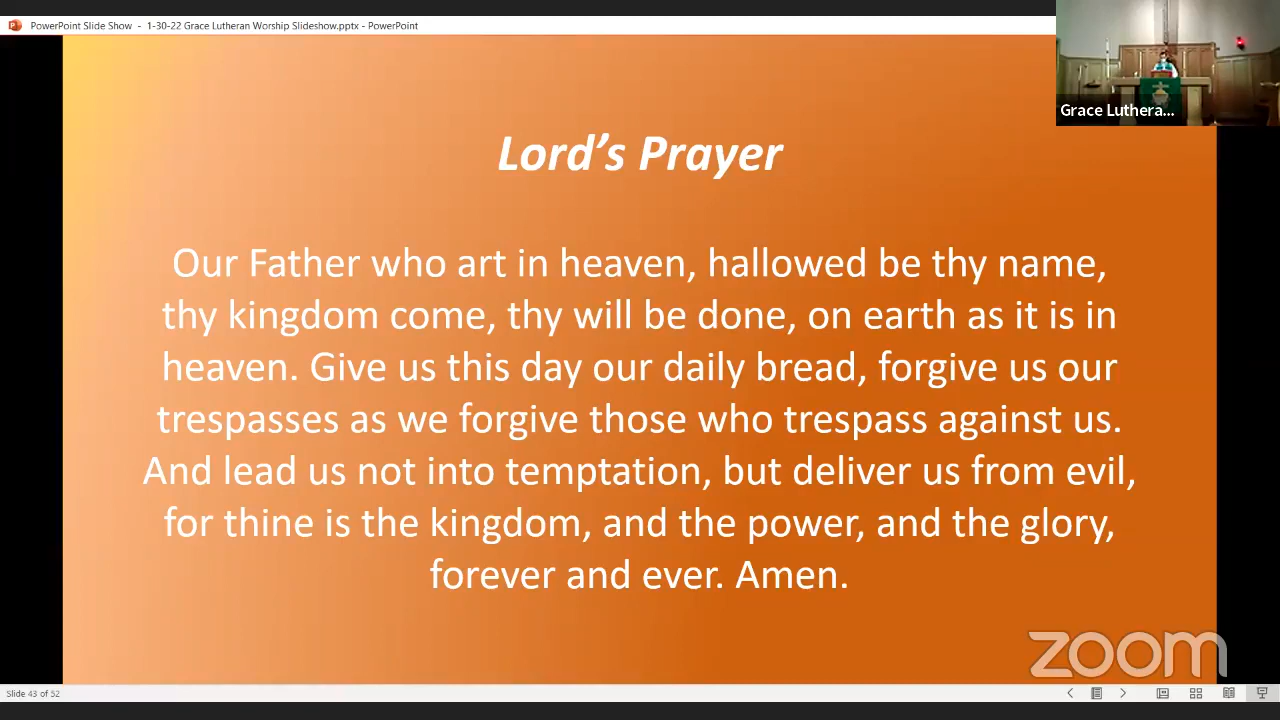 PowerPoint Slide Show - 1-30-22 Grace Lutheran Worship Slideshow.pptx - PowerPoint
Grace Luthera...
Lord’s Prayer
Our Father who art in heaven, hallowed be thy name,
thy kingdom come, thy will be done, on earth as it is in
heaven. Give us this day our daily bread, forgive us our
trespasses as we forgive those who trespass against us.
And lead us not into temptation, but deliver us from evil,
for thine is the kingdom, and the power, and the glory,
forever and ever. Amen.
zoom
Slide 43 of 52